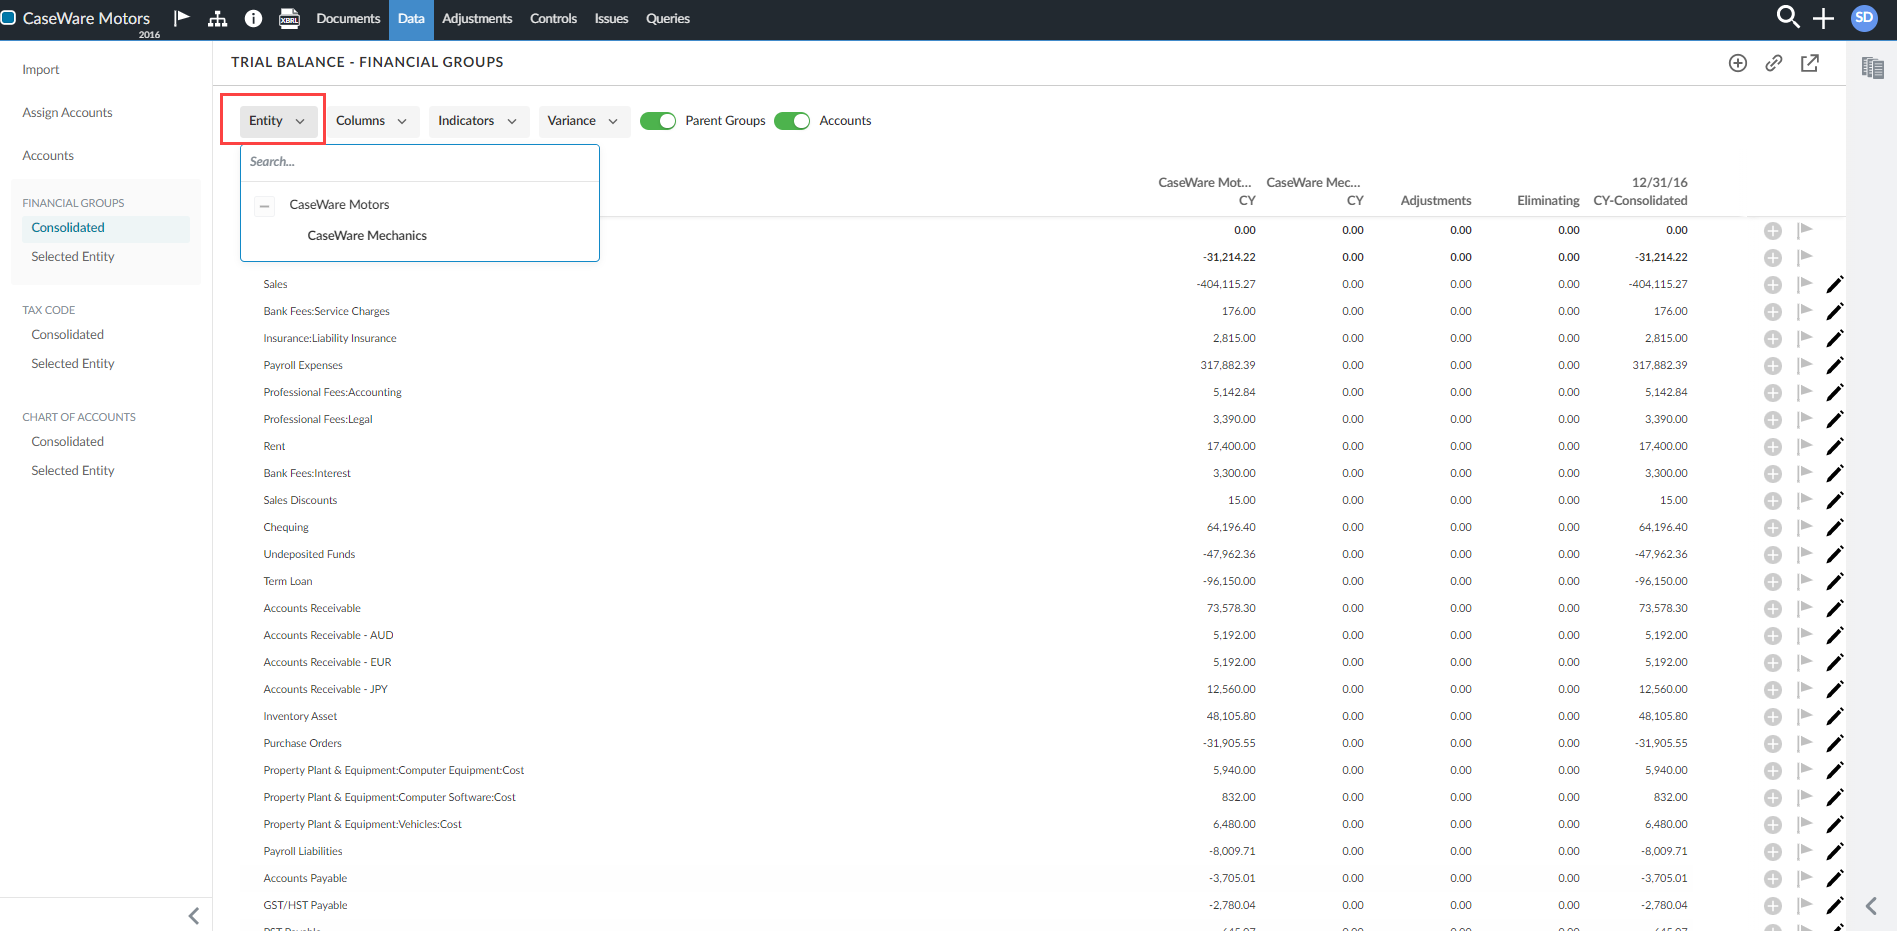 CaseWare Motors
2016
XBRL
Documents Data Adjustments Controls Issues Queries
SD
Import
Assign Accounts
Accounts
FINANCIAL GROUPS
Consolidated
Selected Entity
TAX CODE
Consolidated
Selected Entity
CHART OF ACCOUNTS
Consolidated
Selected Entity
TRIAL BALANCE - FINANCIAL GROUPS
Entity Columns Indicators Variance Parent Groups Accounts
Search...
CaseWare Motors
CaseWare Mechanics
CaseWare Mot... CaseWare Mec... 12/31/16
CY CY Adjustments Eliminating CY-Consolidated
0.00 0.00 0.00 0.00 0.00
-31,214.22 0.00 0.00 0.00 -31,214.22
Sales -404,115.27 0.00 0.00 0.00 -404,115.27
Bank Fees:Service Charges 176.00 0.00 0.00 0.00 176.00
Insurance:Liability Insurance 2,815.00 0.00 0.00 0.00 2,815.00
Payroll Expenses 317,882.39 0.00 0.00 0.00 317,882.39
Professional Fees:Accounting 5,142.84 0.00 0.00 0.00 5,142.84
Professional Fees:Legal 3,390.00 0.00 0.00 0.00 3,390.00
Rent 17,400.00 0.00 0.00 0.00 17,400.00
Bank Fees:Interest 3,300.00 0.00 0.00 0.00 3,300.00
Sales Discounts 15.00 0.00 0.00 0.00 15.00
Chequing 64,196.40 0.00 0.00 0.00 64,196.40
Undeposited Funds -47,962.36 0.00 0.00 0.00 -47,962.36
Term Loan -96,150.00 0.00 0.00 0.00 -96,150.00
Accounts Receivable 73,578.30 0.00 0.00 0.00 73,578.30
Accounts Receivable - AUD 5,192.00 0.00 0.00 0.00 5,192.00
Accounts Receivable - EUR 5,192.00 0.00 0.00 0.00 5,192.00
Accounts Receivable - JPY 12,560.00 0.00 0.00 0.00 12,560.00
Inventory Asset 48,105.80 0.00 0.00 0.00 48,105.80
Purchase Orders -31,905.55 0.00 0.00 0.00 -31,905.55
Property Plant & Equipment:Computer Equipment:Cost 5,940.00 0.00 0.00 0.00 5,940.00
Property Plant & Equipment:Computer Software:Cost 832.00 0.00 0.00 0.00 832.00
Property Plant & Equipment:Vehicles:Cost 6,480.00 0.00 0.00 0.00 6,480.00
Payroll Liabilities -8,009.71 0.00 0.00 0.00 -8,009.71
Accounts Payable -3,705.01 0.00 0.00 0.00 -3,705.01
GST/HST Payable -2,780.04 0.00 0.00 0.00 -2,780.04